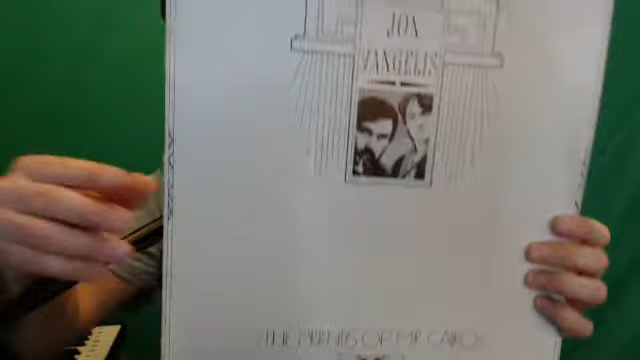 JON
VANGELIS
THE FRIENDS OF MR CAIRO